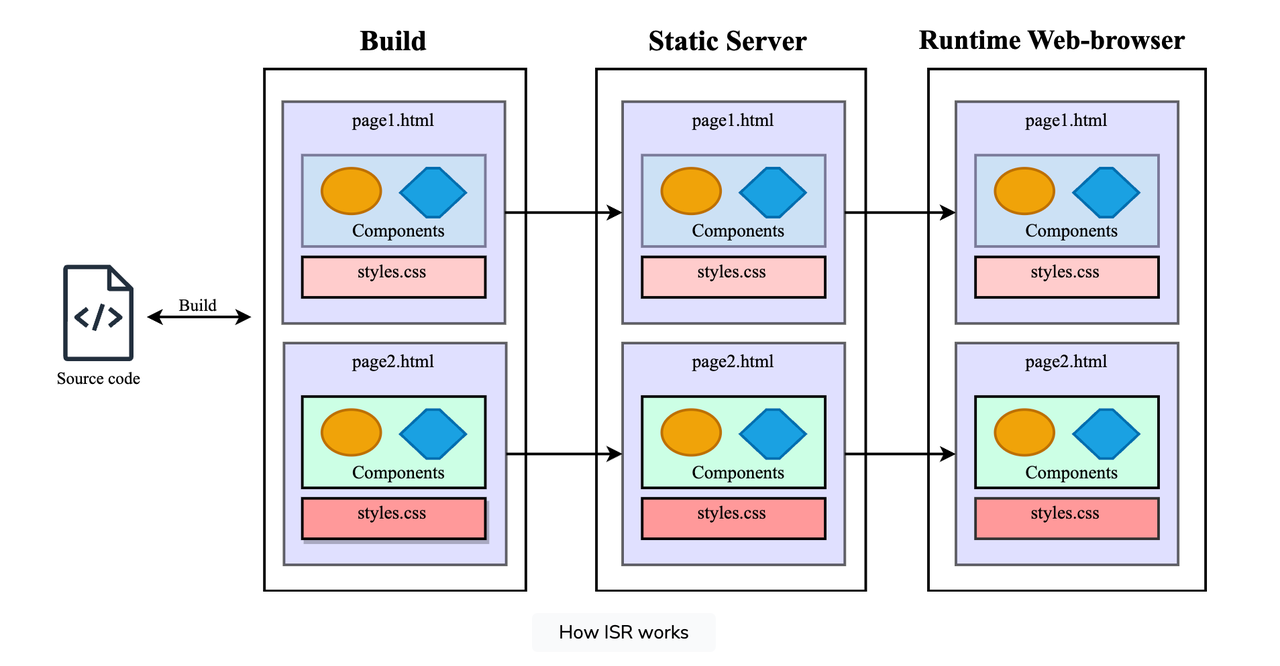 Build
Static Server
Runtime Web-browser
page1.html
Components
styles.css
page1.html
Components
styles.css
page1.html
Components
styles.css
</>
Build
Source code
page2.html
Components
styles.css
page2.html
Components
styles.css
page2.html
Components
styles.css
How ISR works